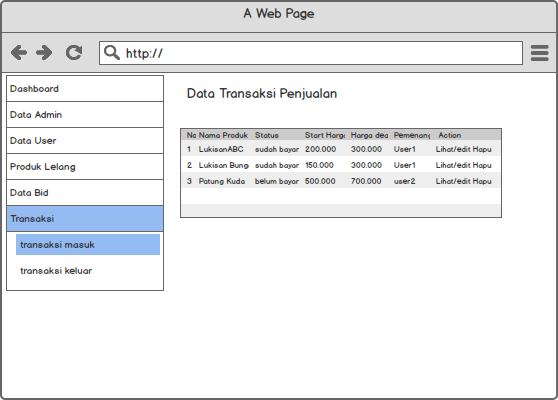 A Web Page
http://
Dashboard
Data Admin
Data User
Produk Lelang
Data Bid
Transaksi
transaksi masuk
transaksi keluar
Data Transaksi Penjualan
No Nama Produk Status Start Harga Harga dea Pemenang Action
1 LukisanABC sudah bayar 200.000 300.000 User1 Lihat/edit Hapu
2 Lukisan Bung sudah bayar 150.000 300.000 User1 Lihat/edit Hapu
3 Patung Kuda belum bayar 500.000 700.000 user2 Lihat/edit Hapu